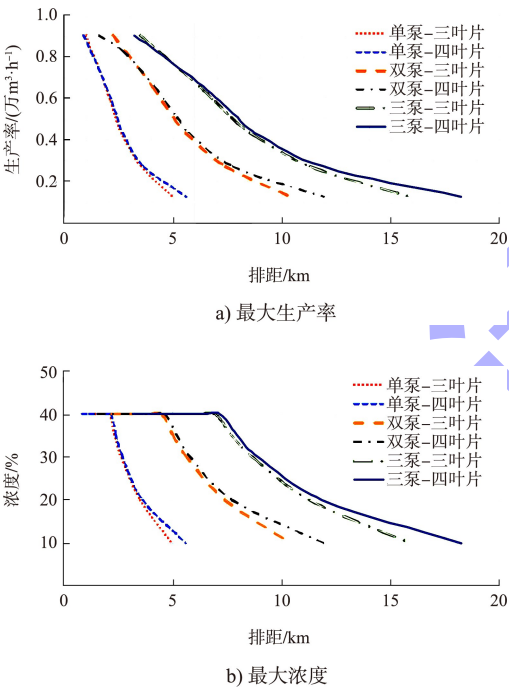 1.0
0.8
0.6
0.4
0.2
生产率/(万m³·h⁻¹)
单泵–三叶片
单泵–四叶片
双泵–三叶片
双泵–四叶片
三泵–三叶片
三泵–四叶片
0 5 10 15 20
排距/km
a) 最大生产率
50
40
30
20
10
浓度/%
单泵–三叶片
单泵–四叶片
双泵–三叶片
双泵–四叶片
三泵–三叶片
三泵–四叶片
0 5 10 15 20
排距/km
b) 最大浓度